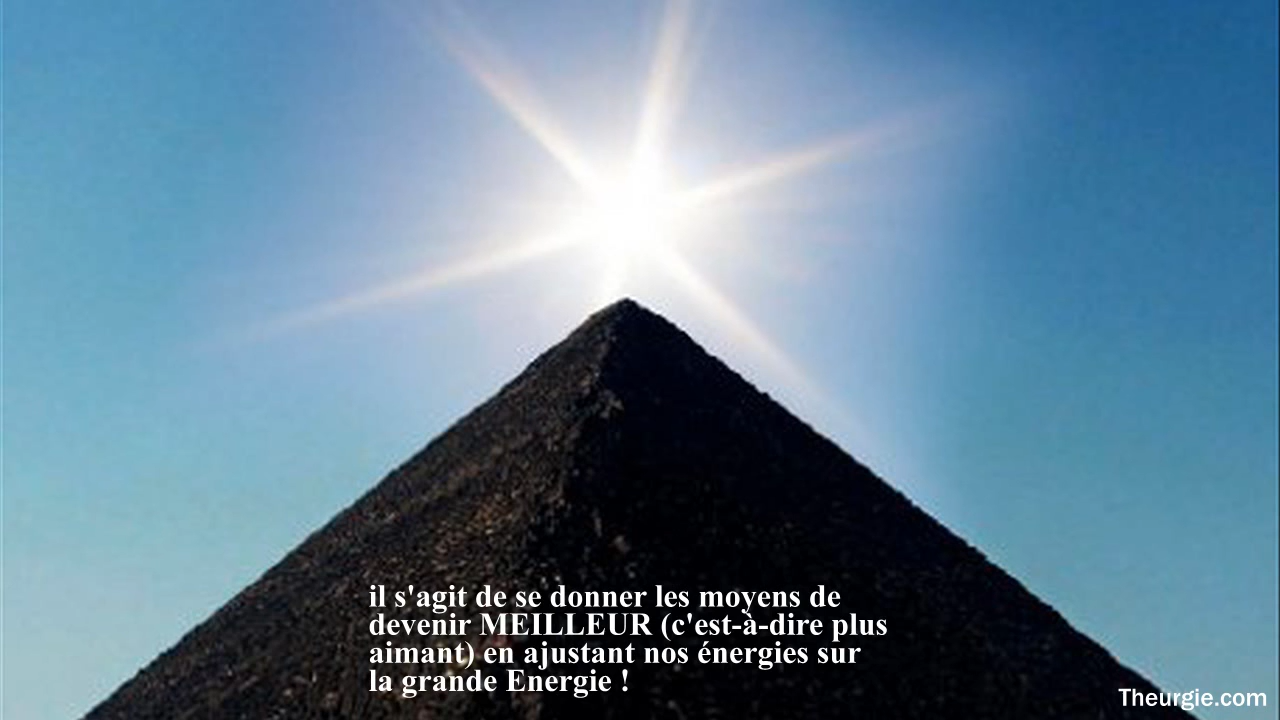 il s'agit de se donner les moyens de
devenir MEILLEUR (c'est-à-dire plus
aimant) en ajustant nos énergies sur
la grande Energie !
Theurgie.com